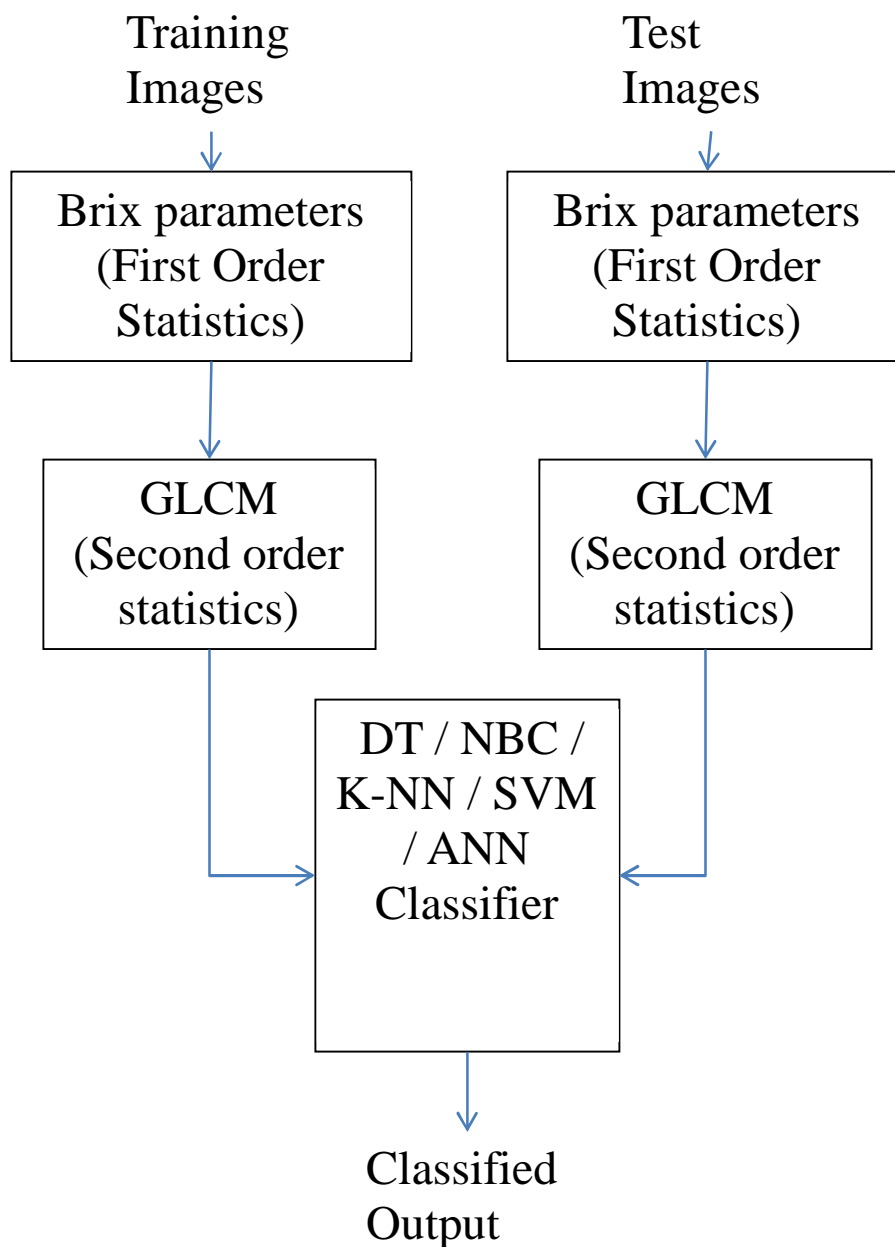 Training
Images
Test
Images
Brix parameters
(First Order
Statistics)
Brix parameters
(First Order
Statistics)
GLCM
(Second order
statistics)
GLCM
(Second order
statistics)
DT / NBC /
K-NN / SVM
/ ANN
Classifier
Classified
Output